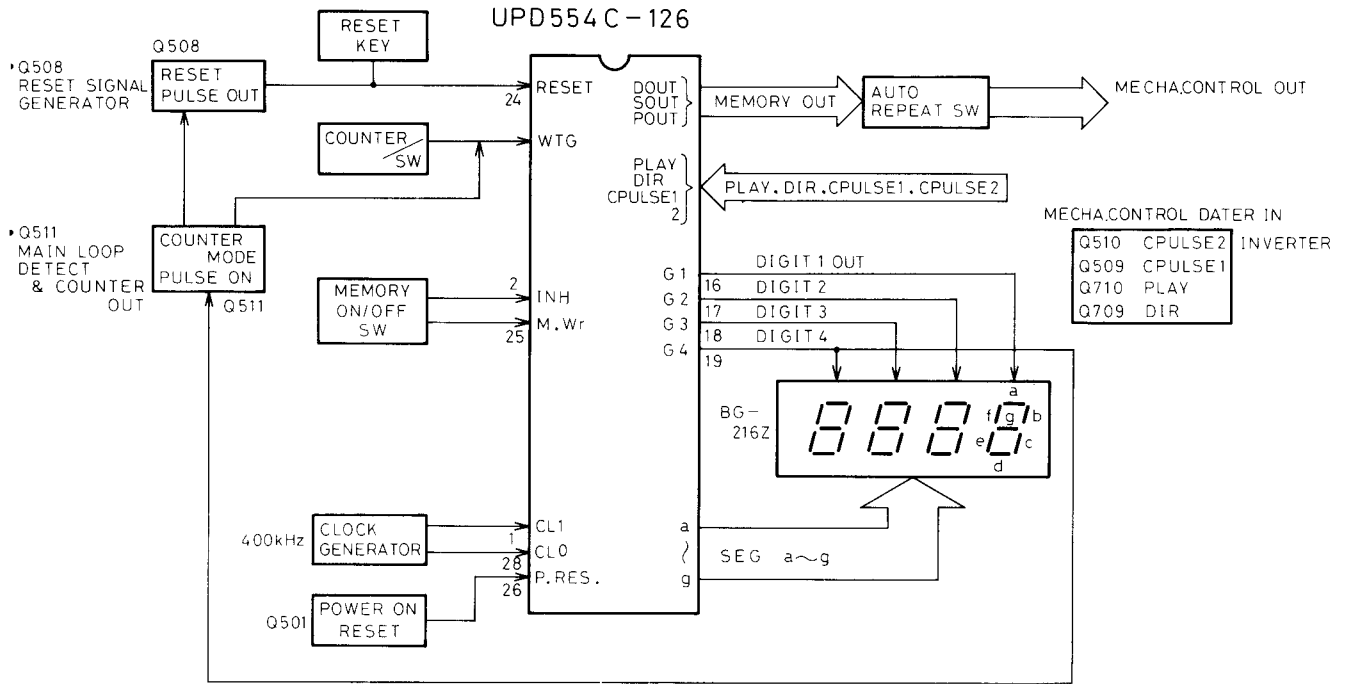 UPD554C-126
RESET
KEY
Q508
•Q508
RESET SIGNAL
GENERATOR
RESET
PULSE OUT
RESET
24
DOUT
SOUT
POUT
MEMORY OUT
AUTO
REPEAT SW
MECHA.CONTROL OUT
COUNTER
SW
WTG
PLAY
DIR
CPULSE1
2
PLAY.DIR.CPULSE1.CPULSE2
•Q511
MAIN LOOP
DETECT
& COUNTER
OUT
COUNTER
MODE
PULSE ON
Q511
MECHA.CONTROL DATER IN
Q510 CPULSE2 INVERTER
Q509 CPULSE1
Q710 PLAY
Q709 DIR
MEMORY
ON/OFF
SW
2
INH
M.Wr
25
G1
DIGIT 1 OUT
16
G2
DIGIT 2
17
G3
DIGIT 3
18
G4
DIGIT 4
19
BG-
216Z
a
f g b
e c
d
400kHz
CLOCK
GENERATOR
CL1
1
CL0
28
P.RES.
26
Q501
POWER ON
RESET
a
~
g
SEG a~g